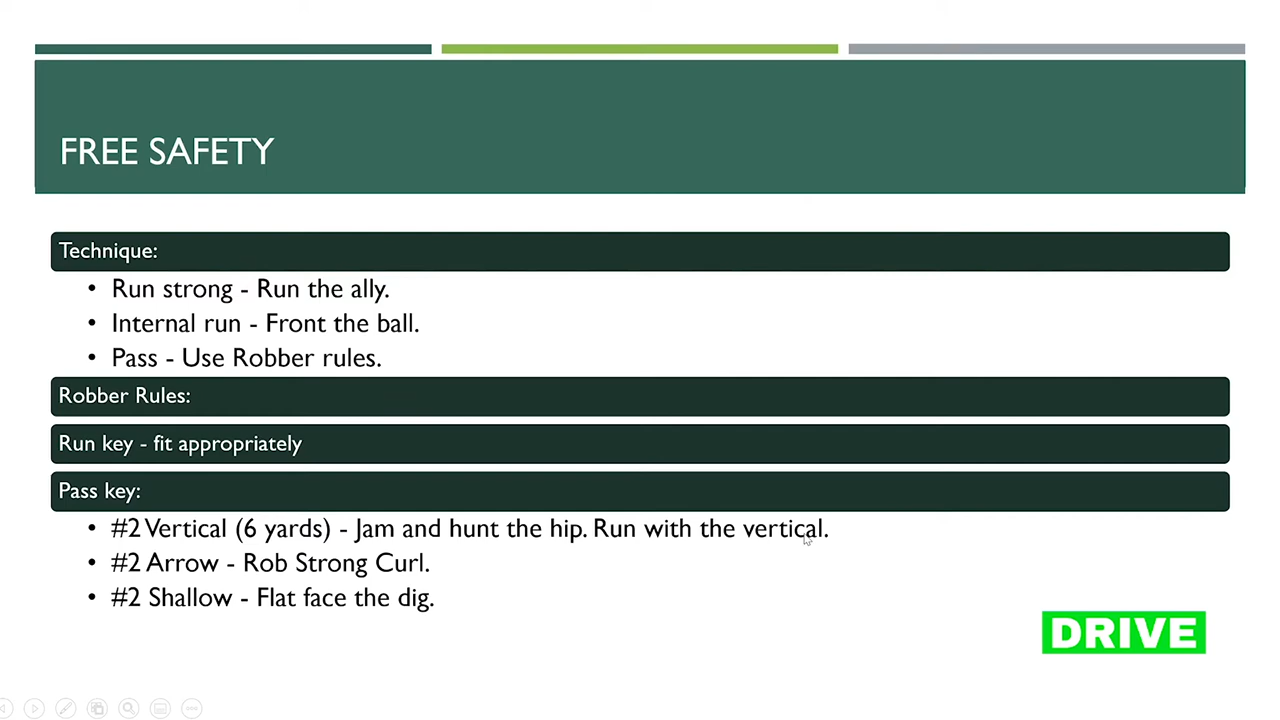 FREE SAFETY
Technique:
• Run strong - Run the ally.
• Internal run - Front the ball.
• Pass - Use Robber rules.
Robber Rules:
Run key - fit appropriately
Pass key:
• #2 Vertical (6 yards) - Jam and hunt the hip. Run with the vertical.
• #2 Arrow - Rob Strong Curl.
• #2 Shallow - Flat face the dig.
DRIVE